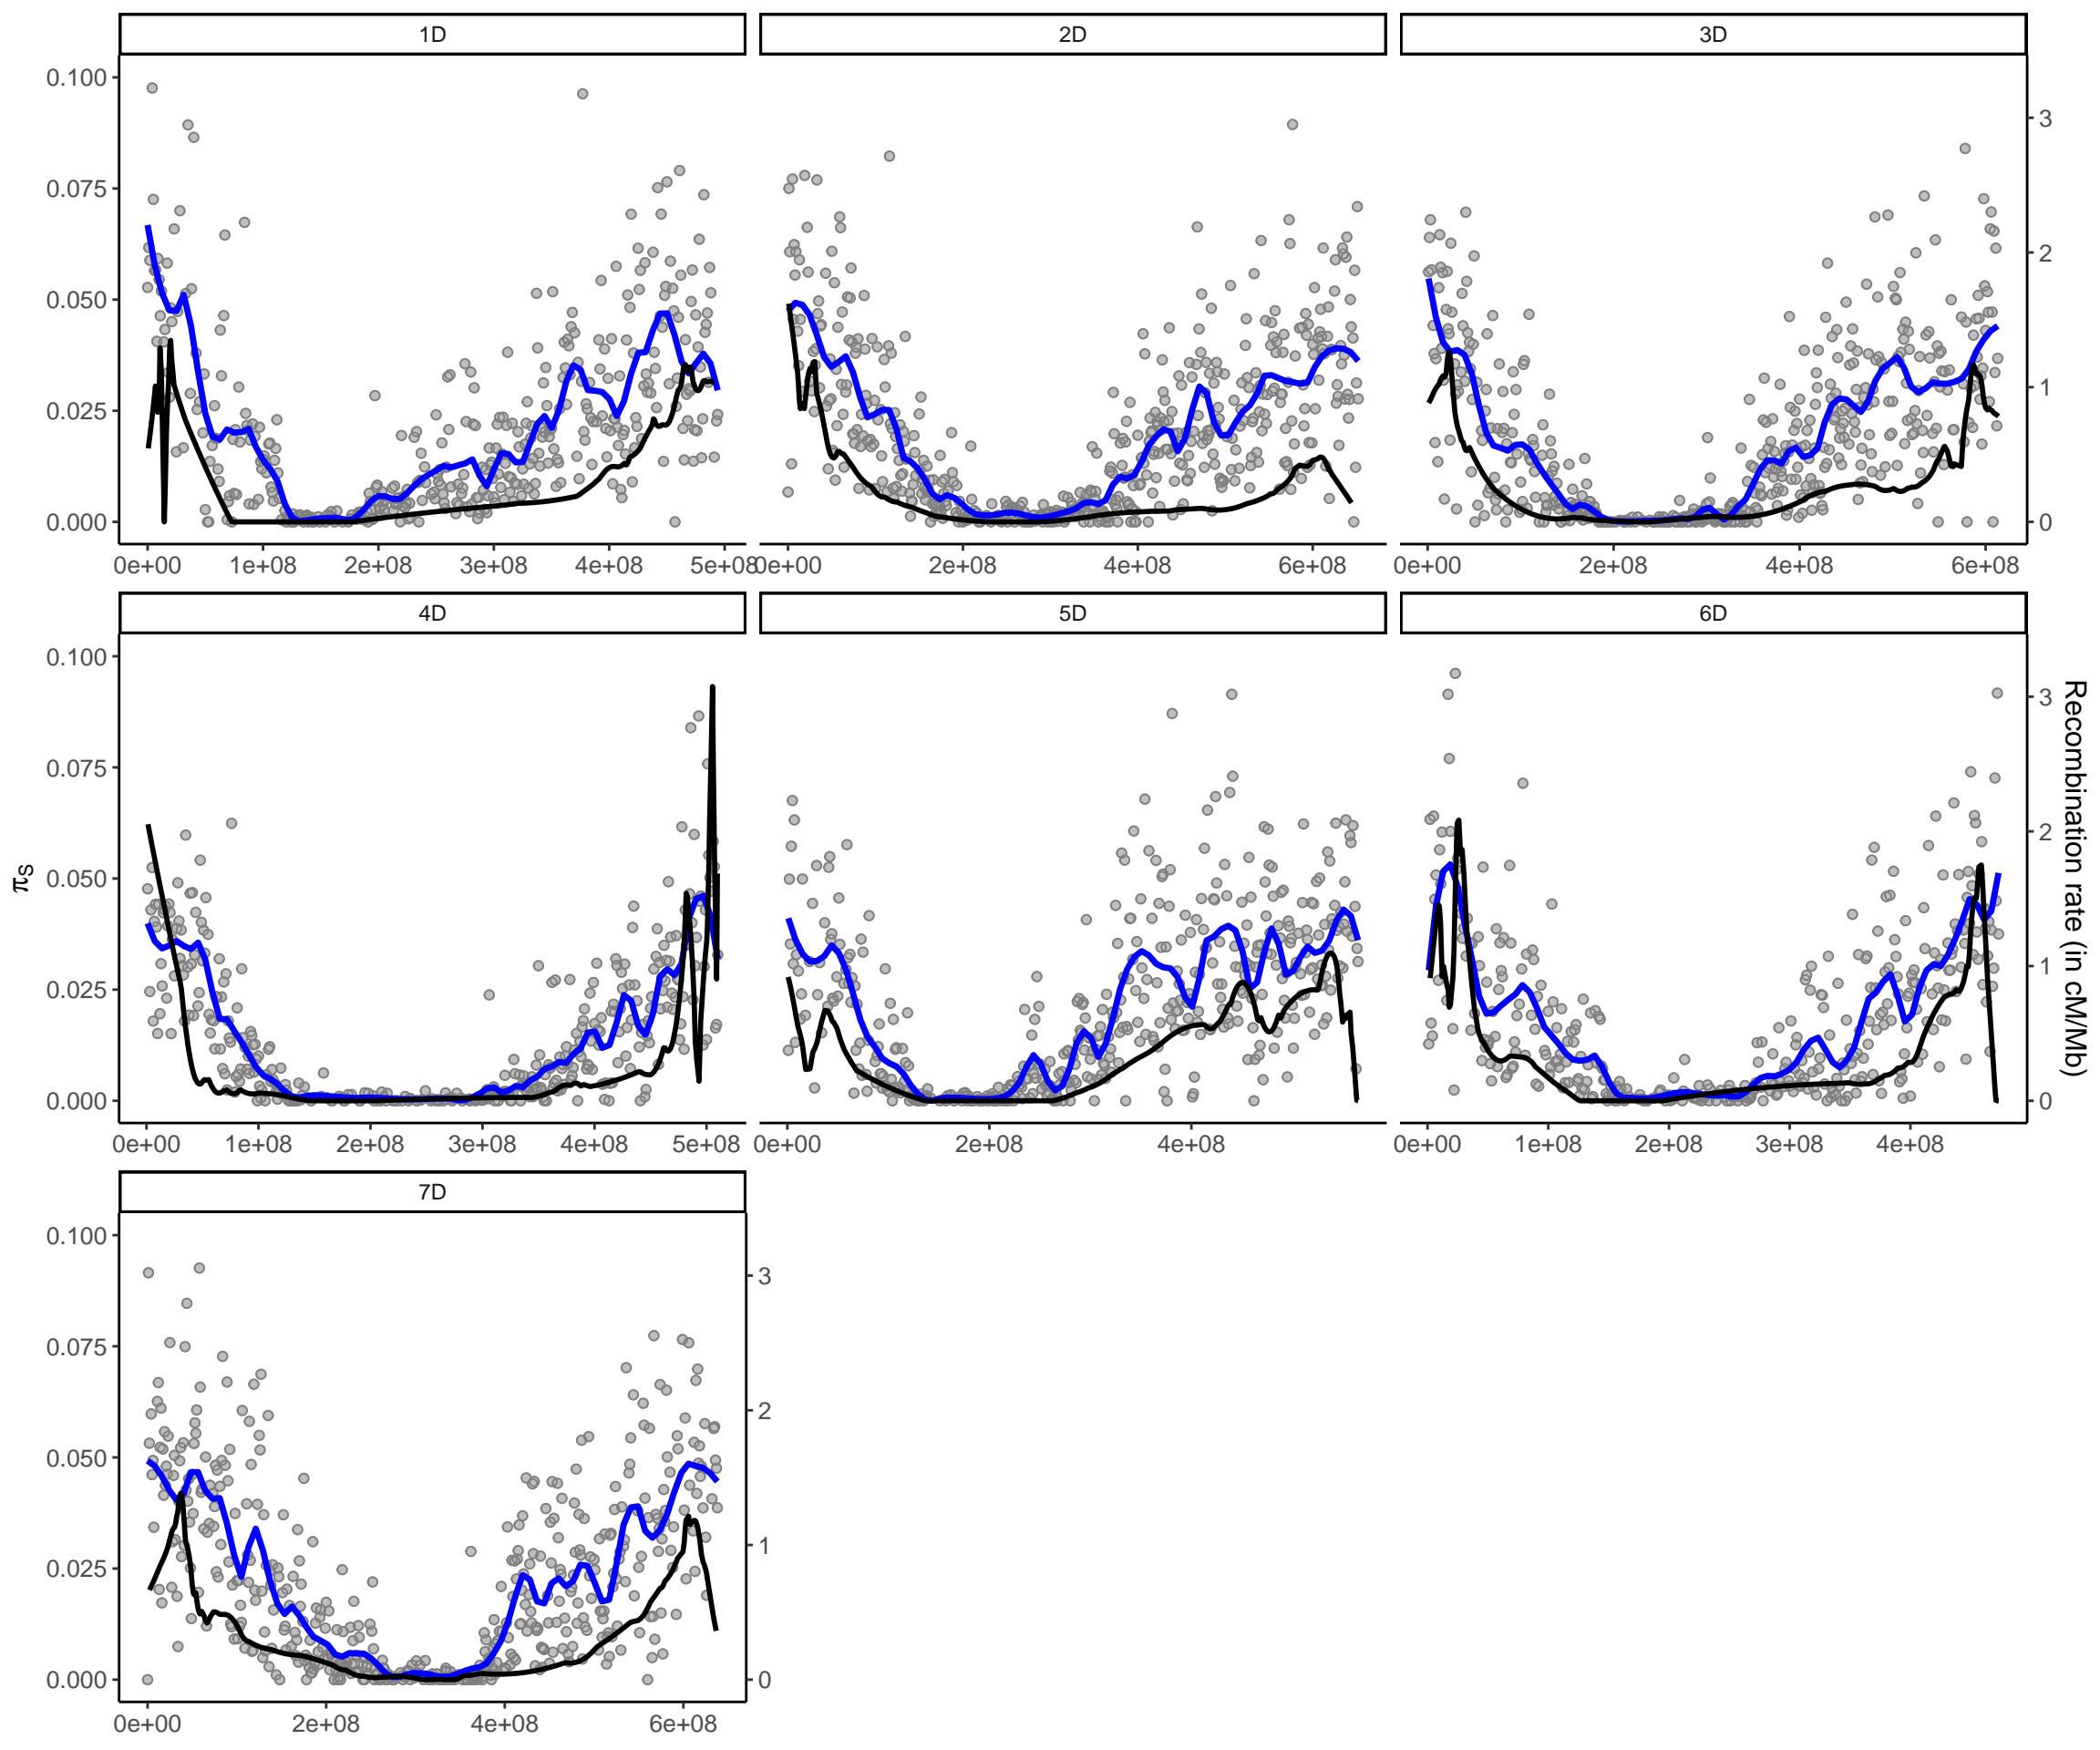 1D
2D
3D
0.100
0.075
0.050
0.025
0.000
3
2
1
0
0e+00 1e+08 2e+08 3e+08 4e+08 5e+08
0e+00 2e+08 4e+08 6e+08
0e+00 2e+08 4e+08 6e+08
4D
5D
6D
πS
0.100
0.075
0.050
0.025
0.000
3
2
1
0
Recombination rate (in cM/Mb)
0e+00 1e+08 2e+08 3e+08 4e+08 5e+08
0e+00 2e+08 4e+08
0e+00 1e+08 2e+08 3e+08 4e+08
7D
0.100
0.075
0.050
0.025
0.000
3
2
1
0
0e+00 2e+08 4e+08 6e+08